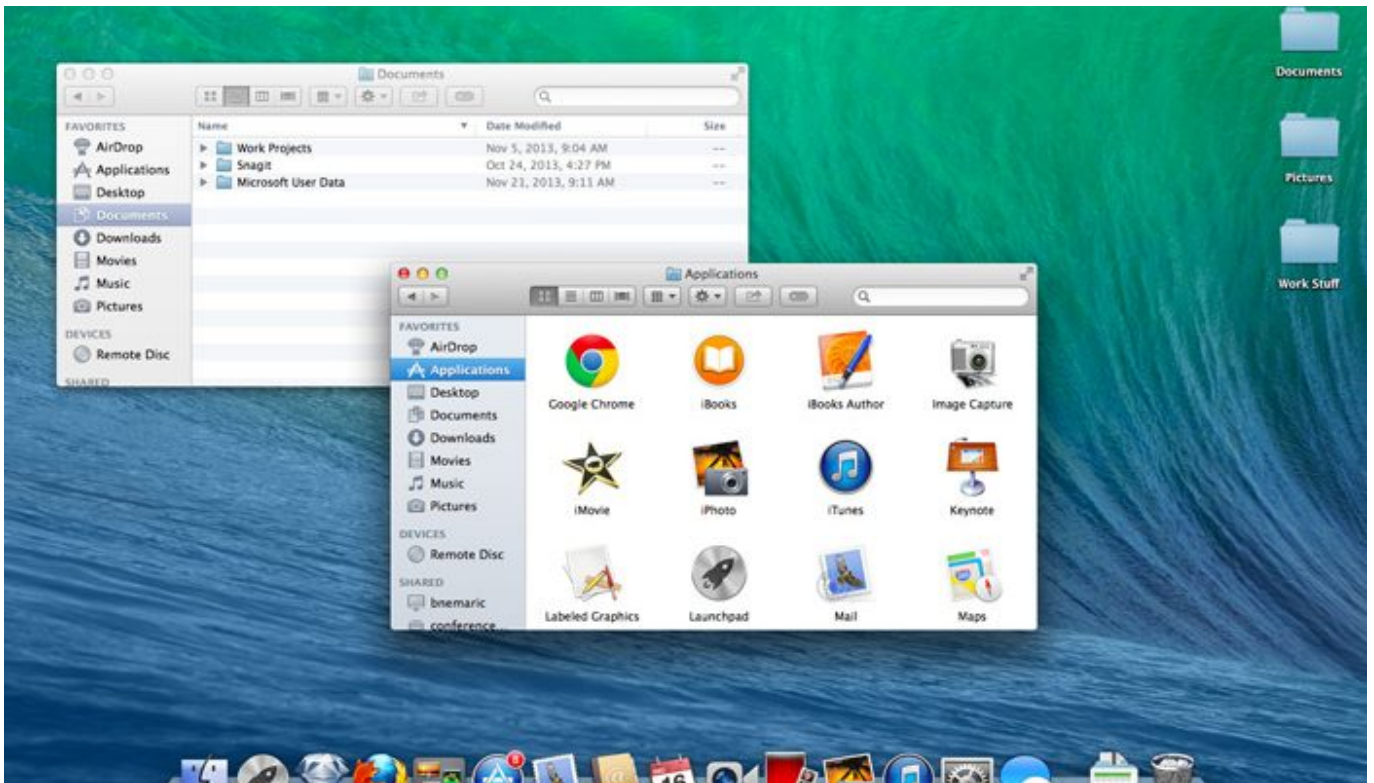 Documents
FAVORITES
AirDrop
Applications
Desktop
Documents
Downloads
Movies
Music
Pictures
DEVICES
Remote Disc
SHARED
Name Date Modified Size
Work Projects Nov 5, 2013, 9:04 AM --
Snagit Oct 24, 2013, 4:27 PM --
Microsoft User Data Nov 21, 2013, 9:11 AM --
Applications
FAVORITES
AirDrop
Applications
Desktop
Documents
Downloads
Movies
Music
Pictures
DEVICES
Remote Disc
SHARED
bnemaric
conference...
Google Chrome iBooks iBooks Author Image Capture
iMovie iPhoto iTunes Keynote
Labeled Graphics Launchpad Mail Maps
Documents
Pictures
Work Stuff